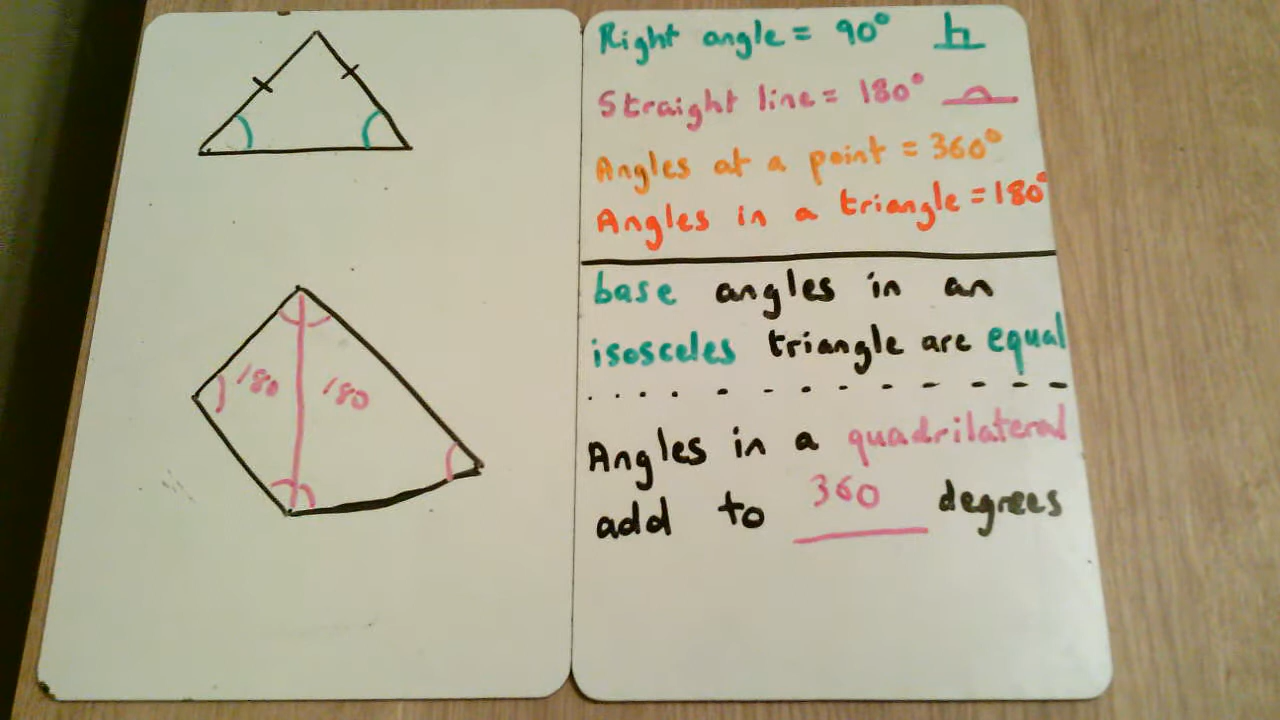 Right angle = 90°
Straight line = 180°
Angles at a point = 360°
Angles in a triangle = 180°
base angles in an
isosceles triangle are equal
Angles in a quadrilateral
add to 360 degrees
180 180